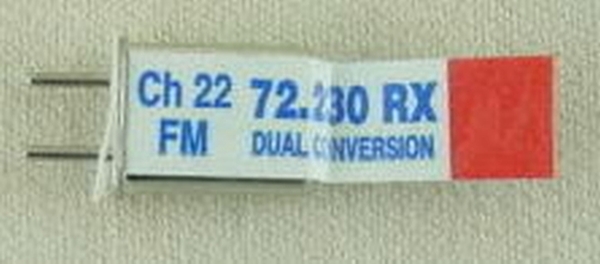 Ch 22 72.230 RX
FM DUAL CONVERSION